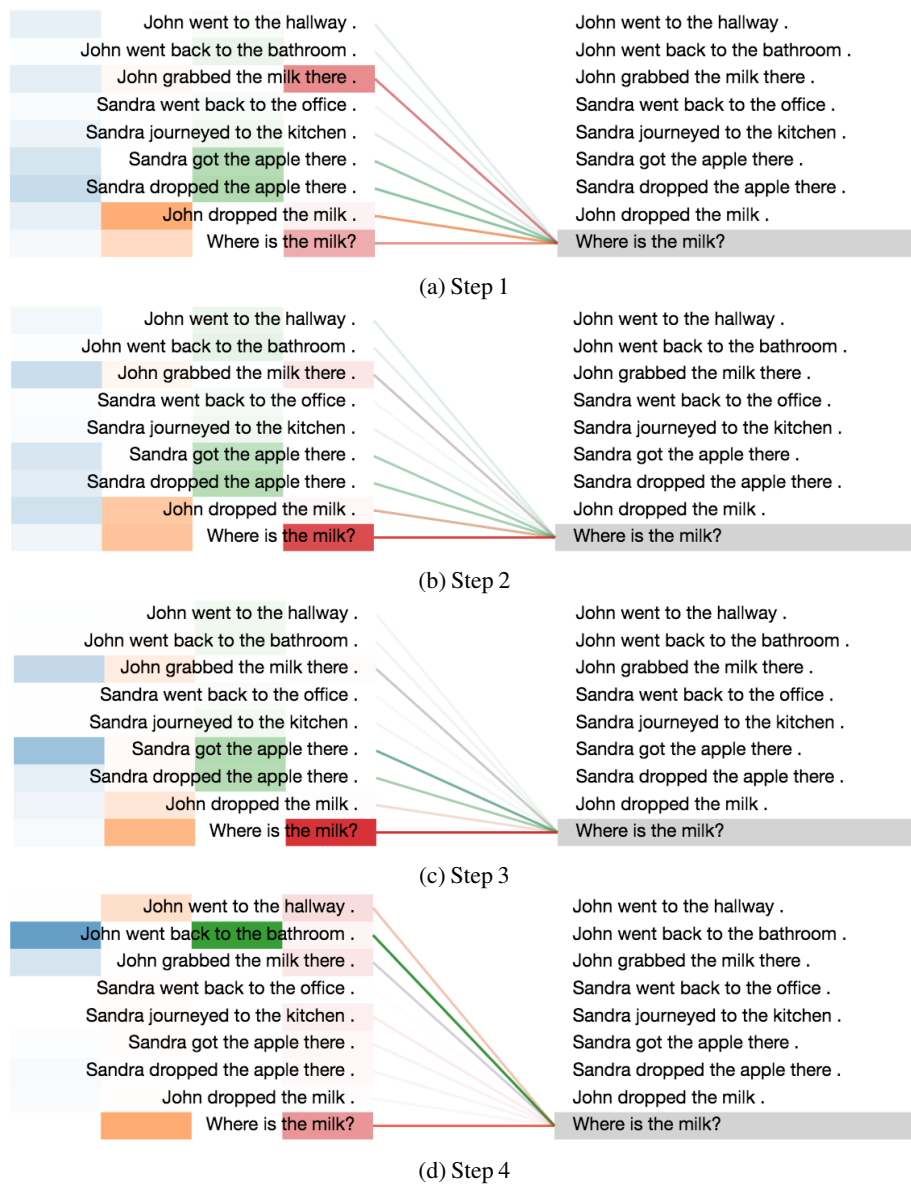 John went to the hallway . John went to the hallway .
John went back to the bathroom . John went back to the bathroom .
John grabbed the milk there . John grabbed the milk there .
Sandra went back to the office . Sandra went back to the office .
Sandra journeyed to the kitchen . Sandra journeyed to the kitchen .
Sandra got the apple there . Sandra got the apple there .
Sandra dropped the apple there . Sandra dropped the apple there .
John dropped the milk . John dropped the milk .
Where is the milk? Where is the milk?
(a) Step 1
John went to the hallway . John went to the hallway .
John went back to the bathroom . John went back to the bathroom .
John grabbed the milk there . John grabbed the milk there .
Sandra went back to the office . Sandra went back to the office .
Sandra journeyed to the kitchen . Sandra journeyed to the kitchen .
Sandra got the apple there . Sandra got the apple there .
Sandra dropped the apple there . Sandra dropped the apple there .
John dropped the milk . John dropped the milk .
Where is the milk? Where is the milk?
(b) Step 2
John went to the hallway . John went to the hallway .
John went back to the bathroom . John went back to the bathroom .
John grabbed the milk there . John grabbed the milk there .
Sandra went back to the office . Sandra went back to the office .
Sandra journeyed to the kitchen . Sandra journeyed to the kitchen .
Sandra got the apple there . Sandra got the apple there .
Sandra dropped the apple there . Sandra dropped the apple there .
John dropped the milk . John dropped the milk .
Where is the milk? Where is the milk?
(c) Step 3
John went to the hallway . John went to the hallway .
John went back to the bathroom . John went back to the bathroom .
John grabbed the milk there . John grabbed the milk there .
Sandra went back to the office . Sandra went back to the office .
Sandra journeyed to the kitchen . Sandra journeyed to the kitchen .
Sandra got the apple there . Sandra got the apple there .
Sandra dropped the apple there . Sandra dropped the apple there .
John dropped the milk . John dropped the milk .
Where is the milk? Where is the milk?
(d) Step 4